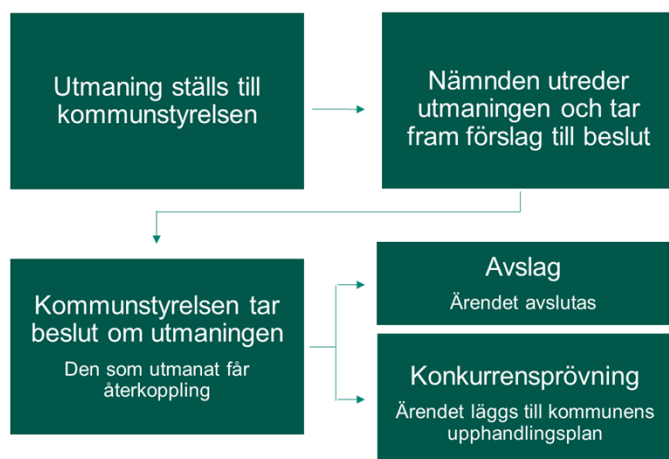 Utmaning ställs till
kommunstyrelsen
Nämnden utreder
utmaningen och tar
fram förslag till beslut
Kommunstyrelsen tar
beslut om utmaningen
Den som utmanat får
återkoppling
Avslag
Ärendet avslutas
Konkurrensprövning
Ärendet läggs till kommunens
upphandlingsplan